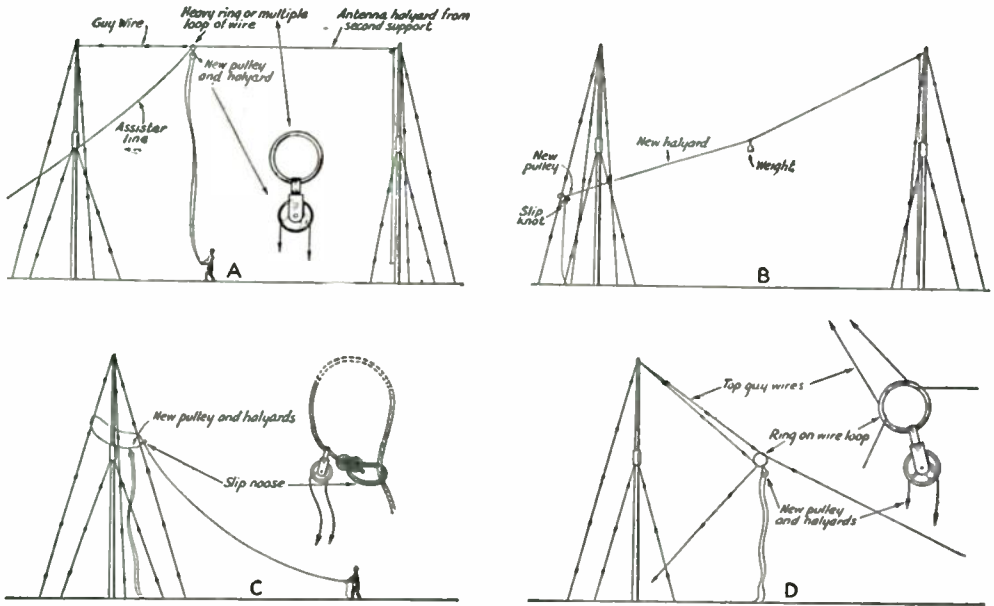 Guy Wire
Heavy ring or multiple
loop of wire
Antenna halyard from
second support
New pulley
and halyard
Assister
line
A
New
pulley
Slip
knot
New halyard
Weight
B
New pulley and halyards
Slip noose
C
Top guy wires
Ring on wire loop
New pulley
and halyards
D